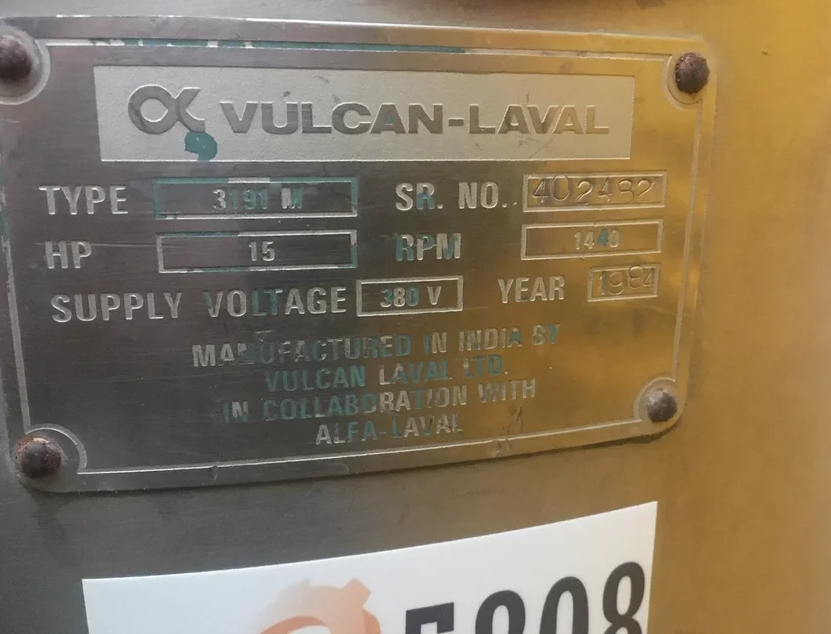 VULCAN-LAVAL
TYPE 3191 M SR. NO. 402482
HP 15 RPM 1440
SUPPLY VOLTAGE 380 V YEAR 1984
MANUFACTURED IN INDIA BY
VULCAN LAVAL LTD.
IN COLLABORATION WITH
ALFA-LAVAL
5808